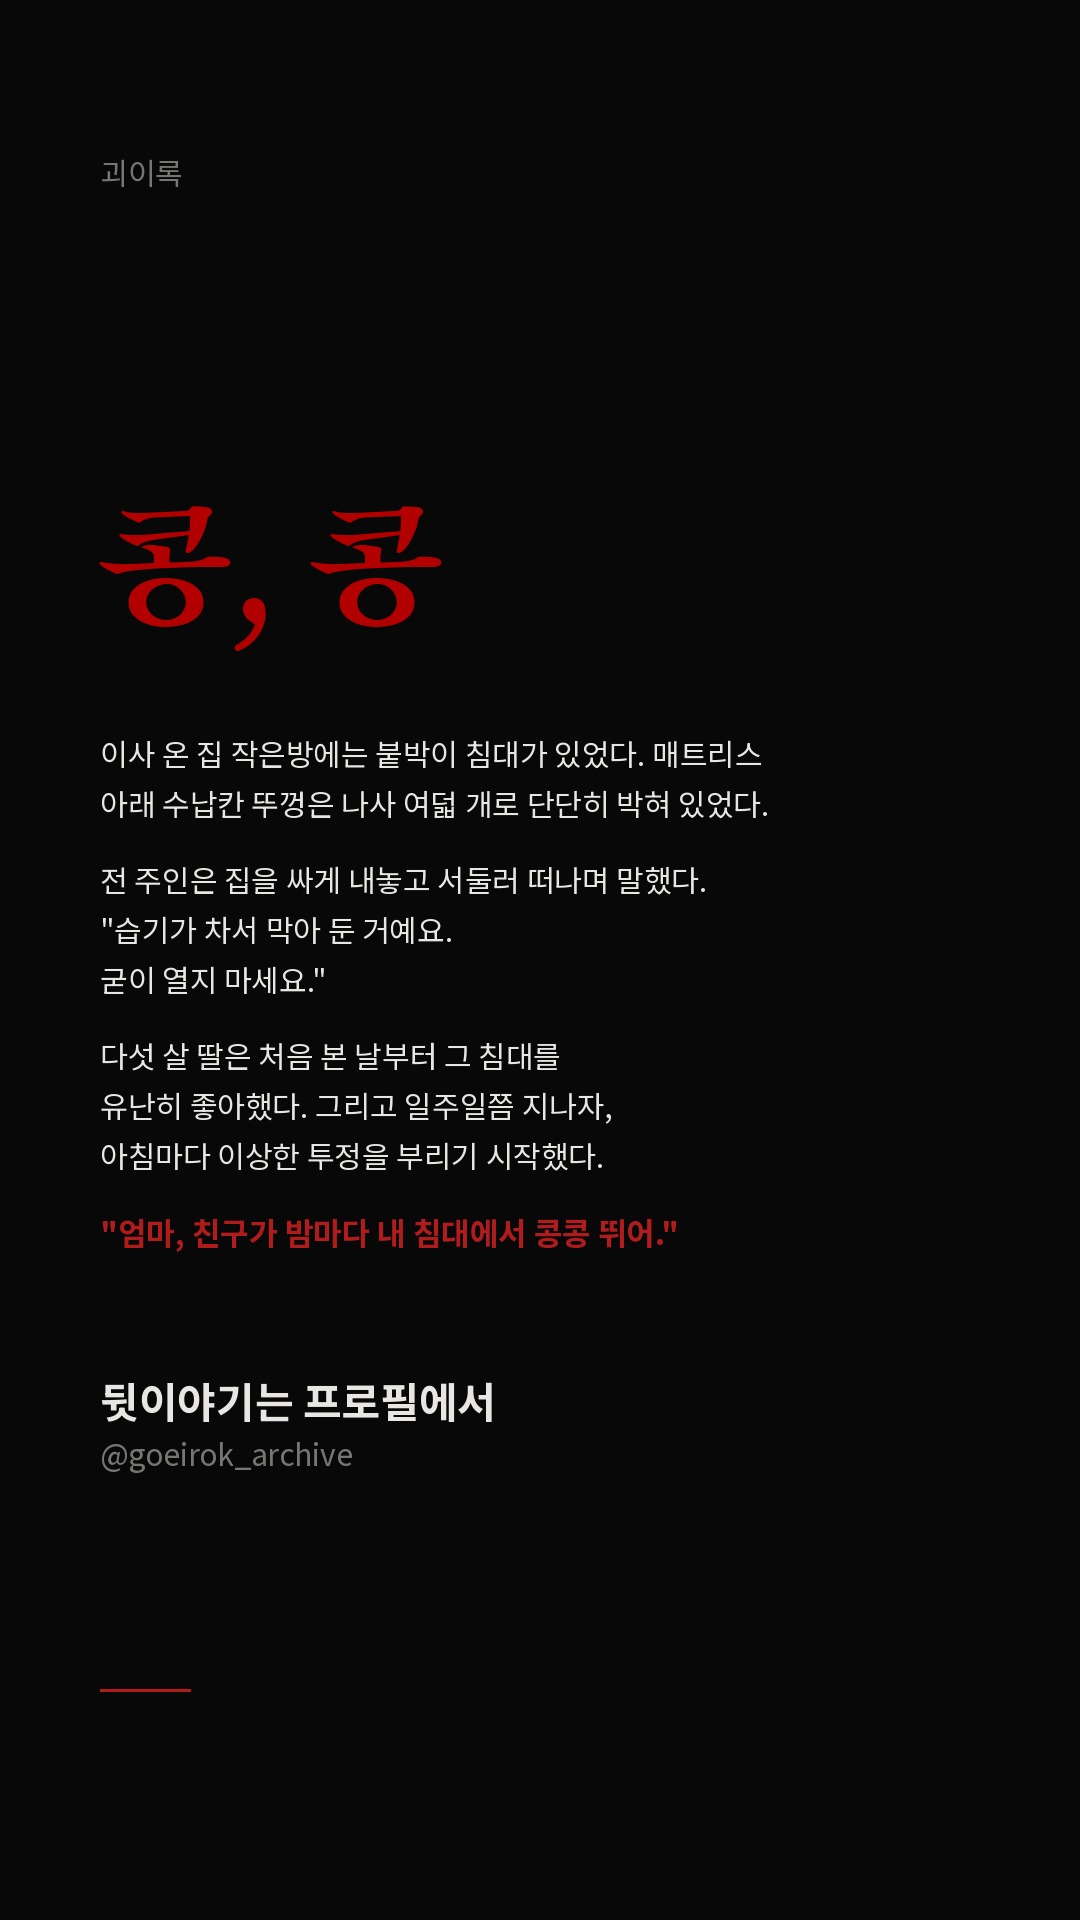 괴이록
콩, 콩
이사 온 집 작은방에는 붙박이 침대가 있었다. 매트리스
아래 수납칸 뚜껑은 나사 여덟 개로 단단히 박혀 있었다.
전 주인은 집을 싸게 내놓고 서둘러 떠나며 말했다.
"습기가 차서 막아 둔 거예요.
굳이 열지 마세요."
다섯 살 딸은 처음 본 날부터 그 침대를
유난히 좋아했다. 그리고 일주일쯤 지나자,
아침마다 이상한 투정을 부리기 시작했다.
"엄마, 친구가 밤마다 내 침대에서 콩콩 뛰어."
뒷이야기는 프로필에서
@goeirok_archive